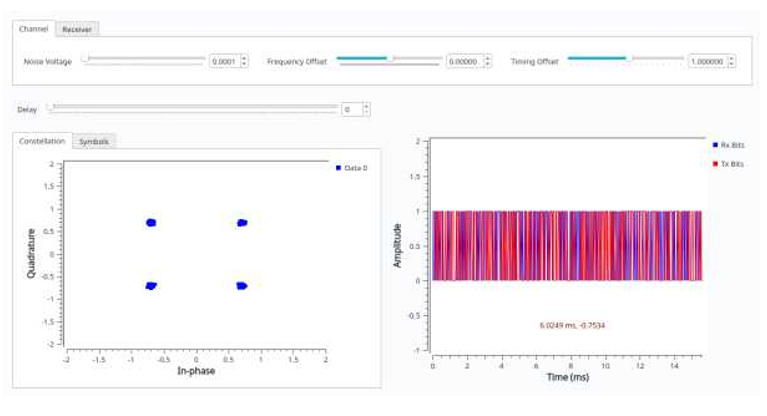 Channel Receiver
Noise Voltage 0.0001 Frequency Offset 0.00000 Timing Offset 1.000000
Delay 0
Constellation Symbols
2
1.5
1
0.5
0
-0.5
-1
-1.5
-2
Quadrature
-2 -1.5 -1 -0.5 0 0.5 1 1.5 2
In-phase
Data 0
2
1.5
1
0.5
0
-0.5
-1
Amplitude
6.0249 ms, -0.7534
0 2 4 6 8 10 12 14
Time (ms)
Rx Bits
Tx Bits